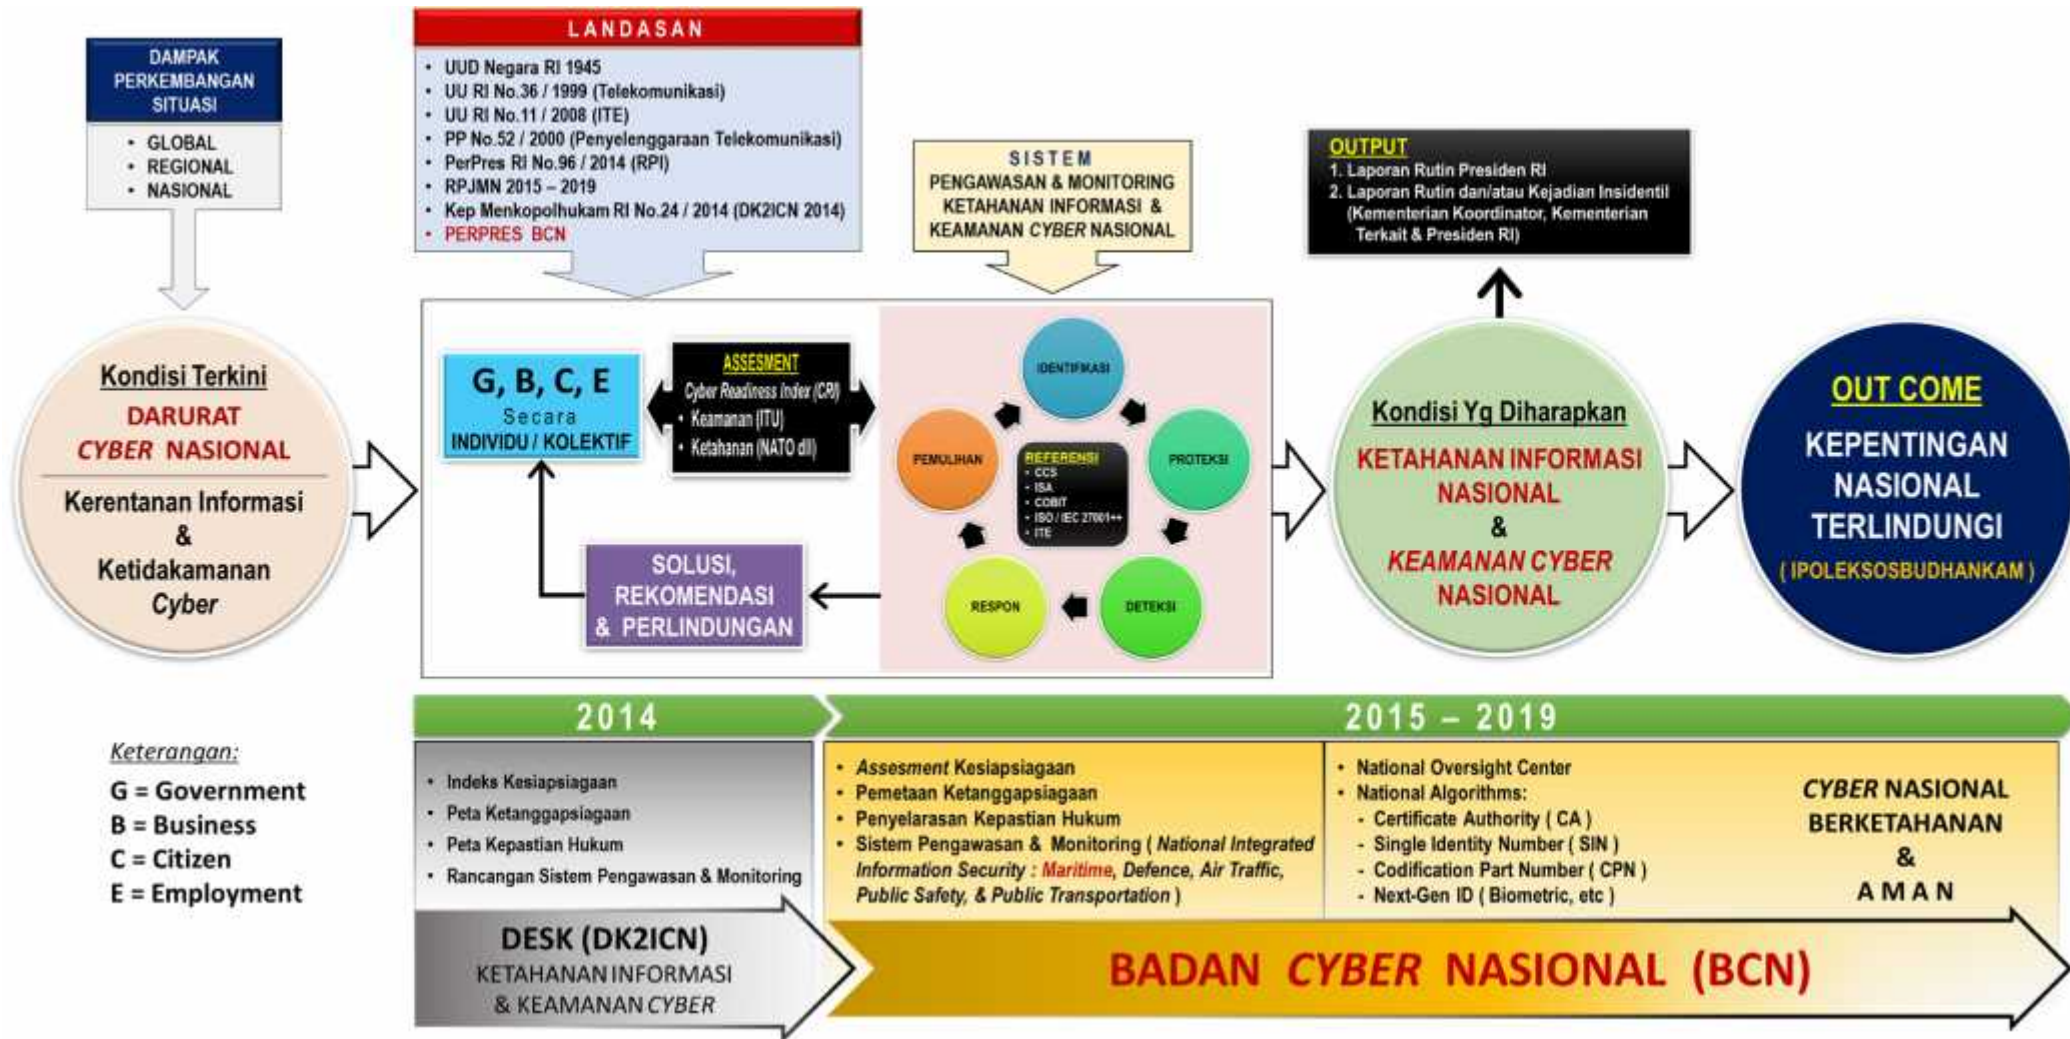 DAMPAK
PERKEMBANGAN
SITUASI
• GLOBAL
• REGIONAL
• NASIONAL
LANDASAN
• UUD Negara RI 1945
• UU RI No.36 / 1999 (Telekomunikasi)
• UU RI No.11 / 2008 (ITE)
• PP No.52 / 2000 (Penyelenggaraan Telekomunikasi)
• PerPres RI No.96 / 2014 (RPI)
• RPJMN 2015 – 2019
• Kep Menkopolhukam RI No.24 / 2014 (DK2ICN 2014)
• PERPRES BCN
SISTEM
PENGAWASAN & MONITORING
KETAHANAN INFORMASI &
KEAMANAN CYBER NASIONAL
OUTPUT
1. Laporan Rutin Presiden RI
2. Laporan Rutin dan/atau Kejadian Insidentil
(Kementerian Koordinator, Kementerian
Terkait & Presiden RI)
Kondisi Terkini
DARURAT
CYBER NASIONAL
Kerentanan Informasi
&
Ketidakamanan
Cyber
G, B, C, E
Secara
INDIVIDU / KOLEKTIF
ASSESMENT
Cyber Readiness Index (CRI)
• Keamanan (ITU)
• Ketahanan (NATO dll)
SOLUSI,
REKOMENDASI
& PERLINDUNGAN
IDENTIFIKASI
PROTEKSI
DETEKSI
RESPON
PEMULIHAN
REFERENSI
• CCS
• ISA
• COBIT
• ISO / IEC 27001++
• ITE
Kondisi Yg Diharapkan
KETAHANAN INFORMASI
NASIONAL
&
KEAMANAN CYBER
NASIONAL
OUT COME
KEPENTINGAN
NASIONAL
TERLINDUNGI
( IPOLEKSOSBUDHANKAM )
Keterangan:
G = Government
B = Business
C = Citizen
E = Employment
2014
• Indeks Kesiapsiagaan
• Peta Ketanggapsiagaan
• Peta Kepastian Hukum
• Rancangan Sistem Pengawasan & Monitoring
DESK (DK2ICN)
KETAHANAN INFORMASI
& KEAMANAN CYBER
2015 – 2019
• Assesment Kesiapsiagaan
• Pemetaan Ketanggapsiagaan
• Penyelarasan Kepastian Hukum
• Sistem Pengawasan & Monitoring ( National Integrated
Information Security : Maritime, Defence, Air Traffic,
Public Safety, & Public Transportation )
• National Oversight Center
• National Algorithms:
- Certificate Authority ( CA )
- Single Identity Number ( SIN )
- Codification Part Number ( CPN )
- Next-Gen ID ( Biometric, etc )
CYBER NASIONAL
BERKETAHANAN
&
A M A N
BADAN CYBER NASIONAL (BCN)